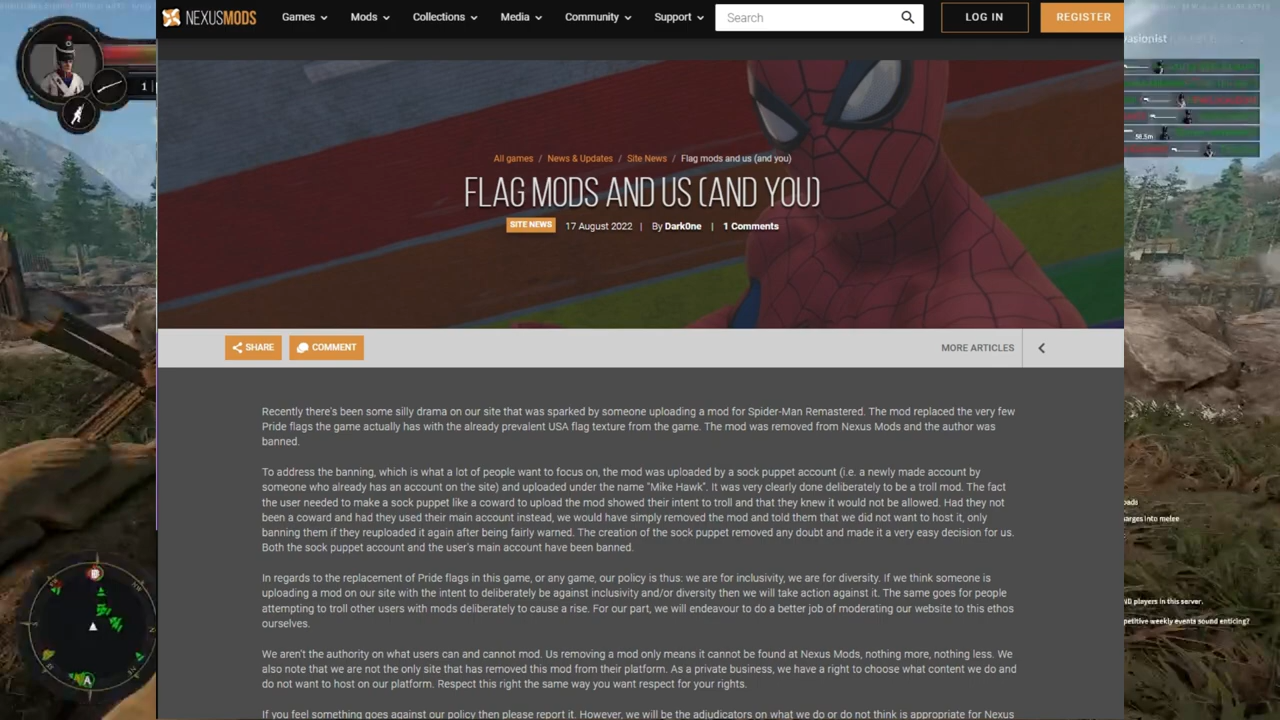 NEXUSMODS
Games Mods Collections Media Community Support Search LOG IN REGISTER
All games / News & Updates / Site News / Flag mods and us (and you)
FLAG MODS AND US (AND YOU)
SITE NEWS 17 August 2022 | By Dark0ne | 1 Comments
SHARE COMMENT MORE ARTICLES
Recently there's been some silly drama on our site that was sparked by someone uploading a mod for Spider-Man Remastered. The mod replaced the very few
Pride flags the game actually has with the already prevalent USA flag texture from the game. The mod was removed from Nexus Mods and the author was
banned.
To address the banning, which is what a lot of people want to focus on, the mod was uploaded by a sock puppet account (i.e. a newly made account by
someone who already has an account on the site) and uploaded under the name "Mike Hawk". It was very clearly done deliberately to be a troll mod. The fact
the user needed to make a sock puppet like a coward to upload the mod showed their intent to troll and that they knew it would not be allowed. Had they not
been a coward and had they used their main account instead, we would have simply removed the mod and told them that we did not want to host it, only
banning them if they reuploaded it again after being fairly warned. The creation of the sock puppet removed any doubt and made it a very easy decision for us.
Both the sock puppet account and the user's main account have been banned.
In regards to the replacement of Pride flags in this game, or any game, our policy is thus: we are for inclusivity, we are for diversity. If we think someone is
uploading a mod on our site with the intent to deliberately be against inclusivity and/or diversity then we will take action against it. The same goes for people
attempting to troll other users with mods deliberately to cause a rise. For our part, we will endeavour to do a better job of moderating our website to this ethos
ourselves.
We aren't the authority on what users can and cannot mod. Us removing a mod only means it cannot be found at Nexus Mods, nothing more, nothing less. We
also note that we are not the only site that has removed this mod from their platform. As a private business, we have a right to choose what content we do and
do not want to host on our platform. Respect this right the same way you want respect for your rights.
If you feel something goes against our policy then please report it. However, we will be the adjudicators on what we do or do not think is appropriate for Nexus
1
A
vasionist
56.5m
oads
arges into melee
players in this server.
petitive weekly events sound enticing?